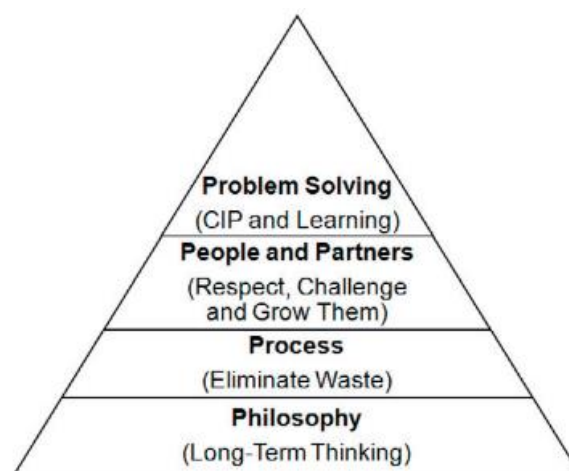 Problem Solving
(CIP and Learning)
People and Partners
(Respect, Challenge
and Grow Them)
Process
(Eliminate Waste)
Philosophy
(Long-Term Thinking)